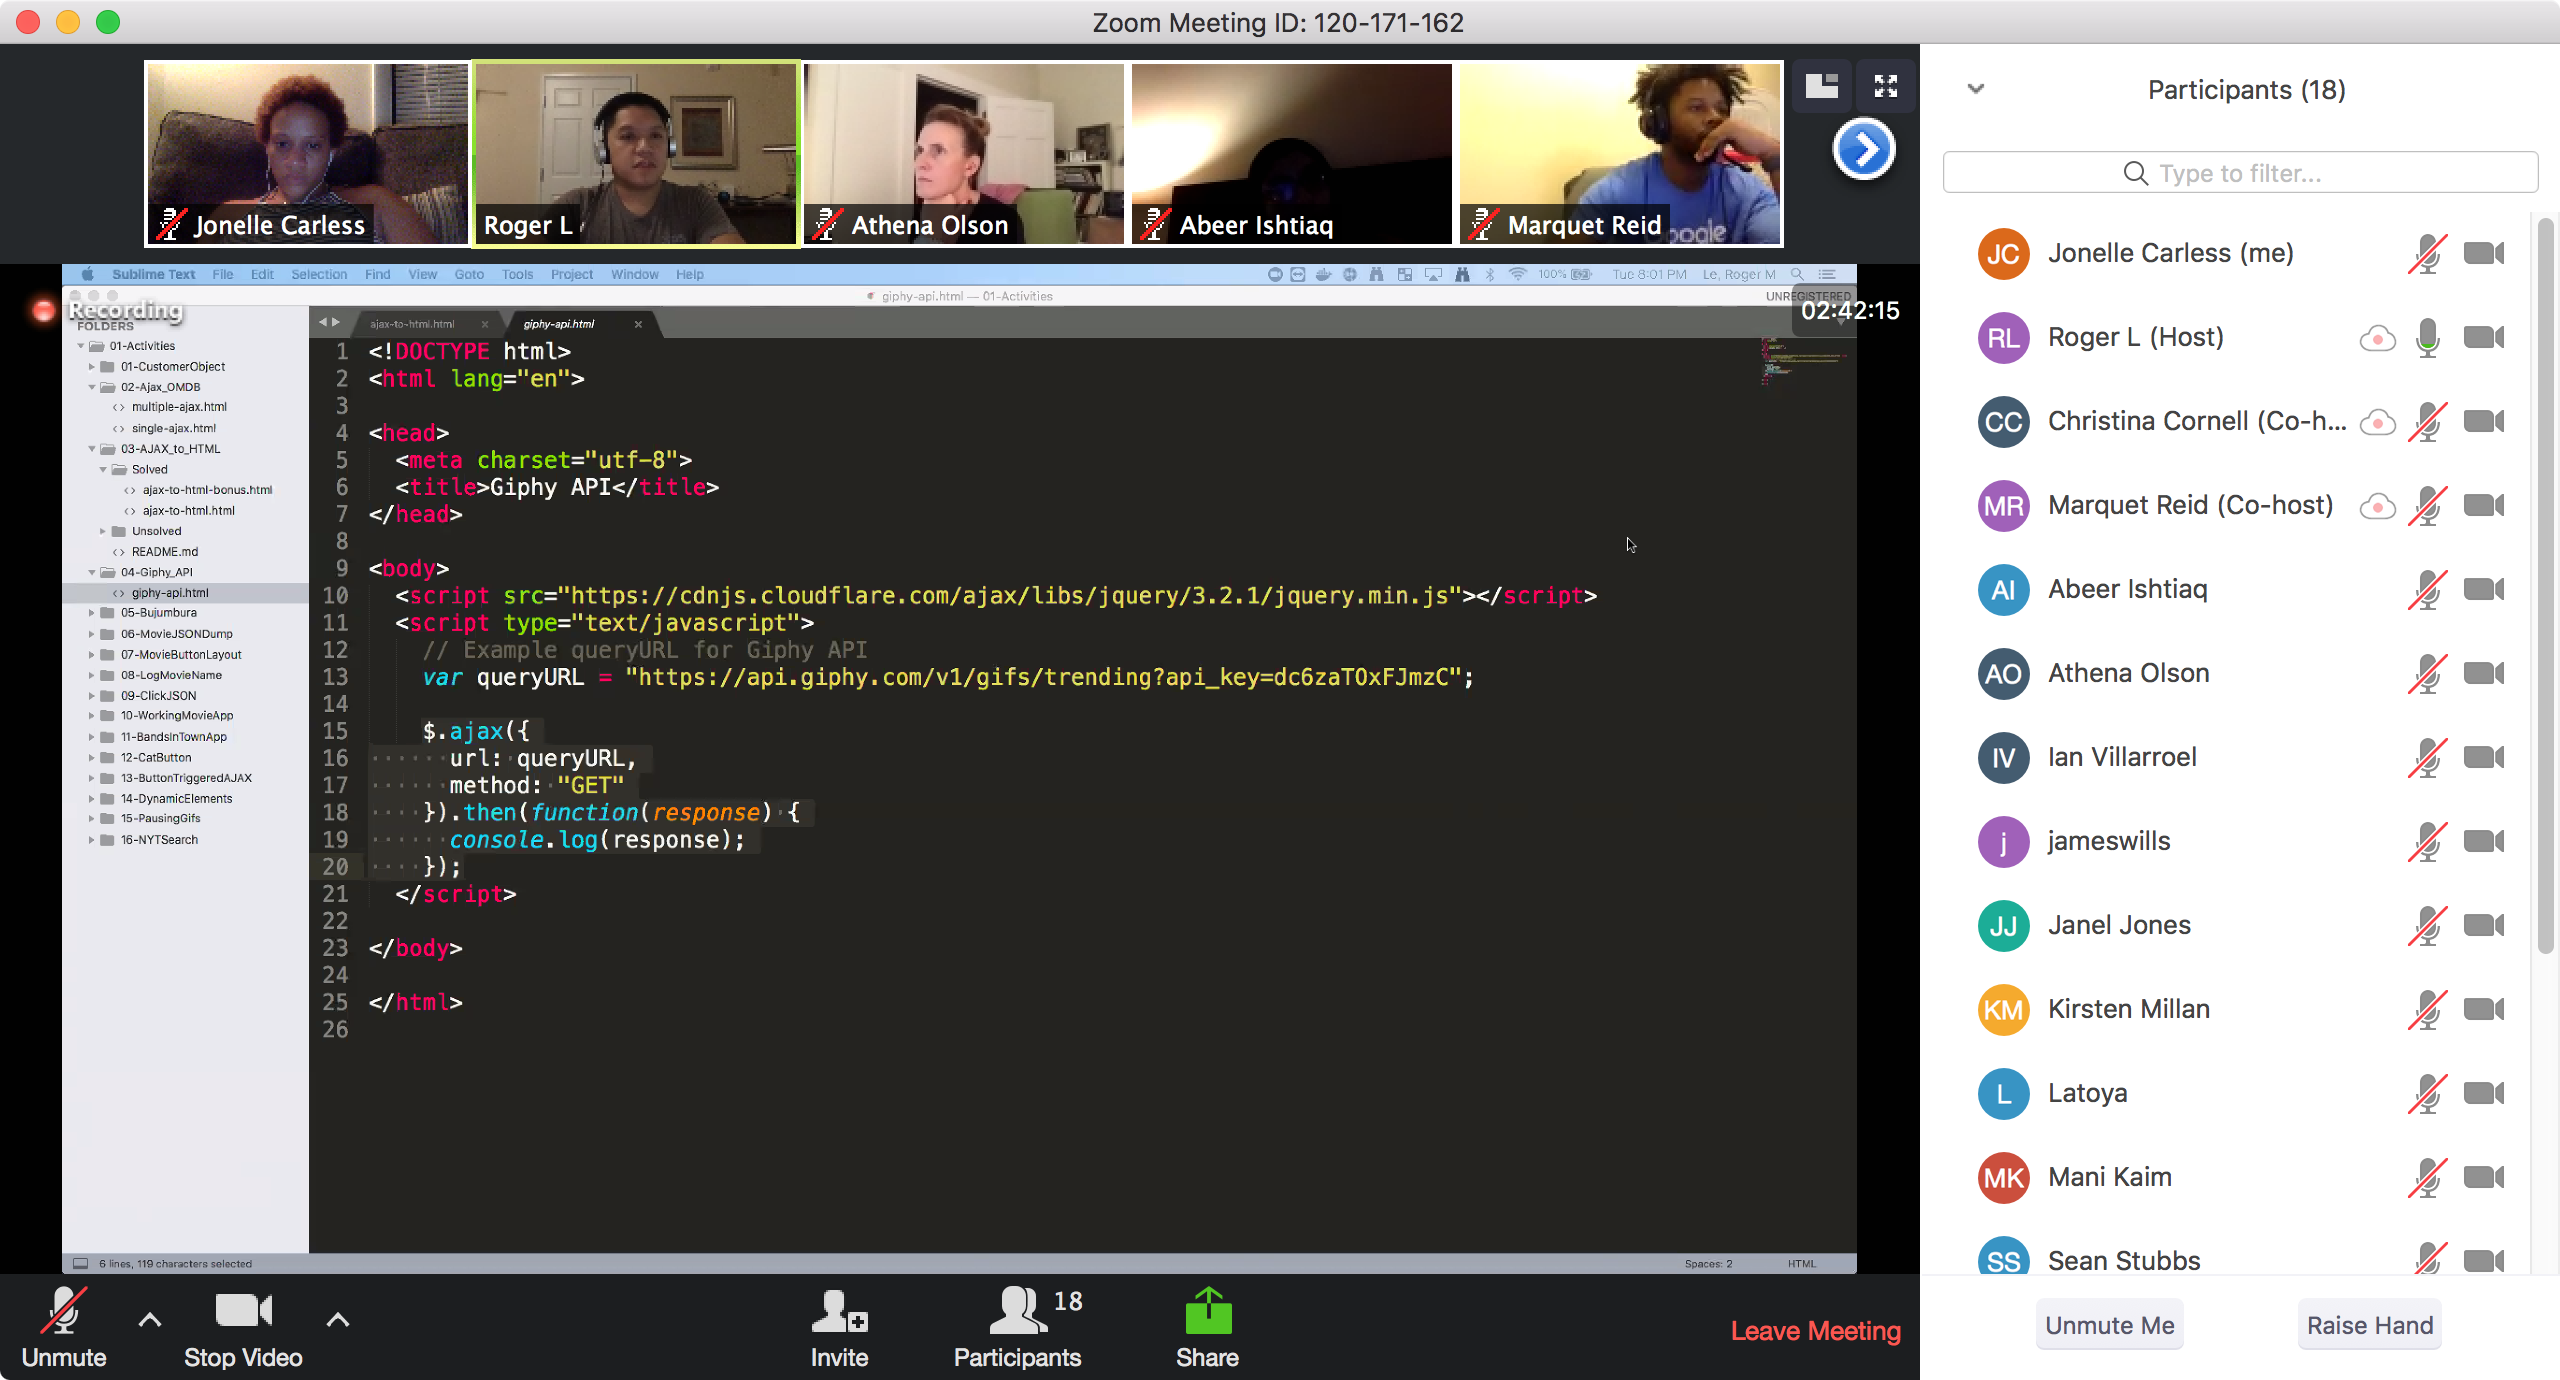 Zoom Meeting ID: 120-171-162
Jonelle Carless
Roger L
Athena Olson
Abeer Ishtiaq
Marquet Reid
Sublime Text File Edit Selection Find View Goto Tools Project Window Help
100% Tue 8:01 PM Le, Roger M
giphy-api.html — 01-Activities
UNREGISTERED
Recording
02:42:15
FOLDERS
01-Activities
01-CustomerObject
02-Ajax_OMDB
multiple-ajax.html
single-ajax.html
03-AJAX_to_HTML
Solved
ajax-to-html-bonus.html
ajax-to-html.html
Unsolved
README.md
04-Giphy_API
giphy-api.html
05-Bujumbura
06-MovieJSONDump
07-MovieButtonLayout
08-LogMovieName
09-ClickJSON
10-WorkingMovieApp
11-BandsInTownApp
12-CatButton
13-ButtonTriggeredAJAX
14-DynamicElements
15-PausingGifs
16-NYTSearch
ajax-to-html.html
giphy-api.html
1 <!DOCTYPE html>
2 <html lang="en">
3
4 <head>
5 <meta charset="utf-8">
6 <title>Giphy API</title>
7 </head>
8
9 <body>
10 <script src="https://cdnjs.cloudflare.com/ajax/libs/jquery/3.2.1/jquery.min.js"></script>
11 <script type="text/javascript">
12 // Example queryURL for Giphy API
13 var queryURL = "https://api.giphy.com/v1/gifs/trending?api_key=dc6zaTOxFJmzC";
14
15 $.ajax({
16 url: queryURL,
17 method: "GET"
18 }).then(function(response) {
19 console.log(response);
20 });
21 </script>
22
23 </body>
24
25 </html>
26
6 lines, 119 characters selected
Spaces: 2
HTML
Unmute
Stop Video
Invite
18
Participants
Share
Leave Meeting
Participants (18)
Type to filter...
JC Jonelle Carless (me)
RL Roger L (Host)
CC Christina Cornell (Co-h...
MR Marquet Reid (Co-host)
AI Abeer Ishtiaq
AO Athena Olson
IV Ian Villarroel
j jameswills
JJ Janel Jones
KM Kirsten Millan
L Latoya
MK Mani Kaim
SS Sean Stubbs
Unmute Me
Raise Hand